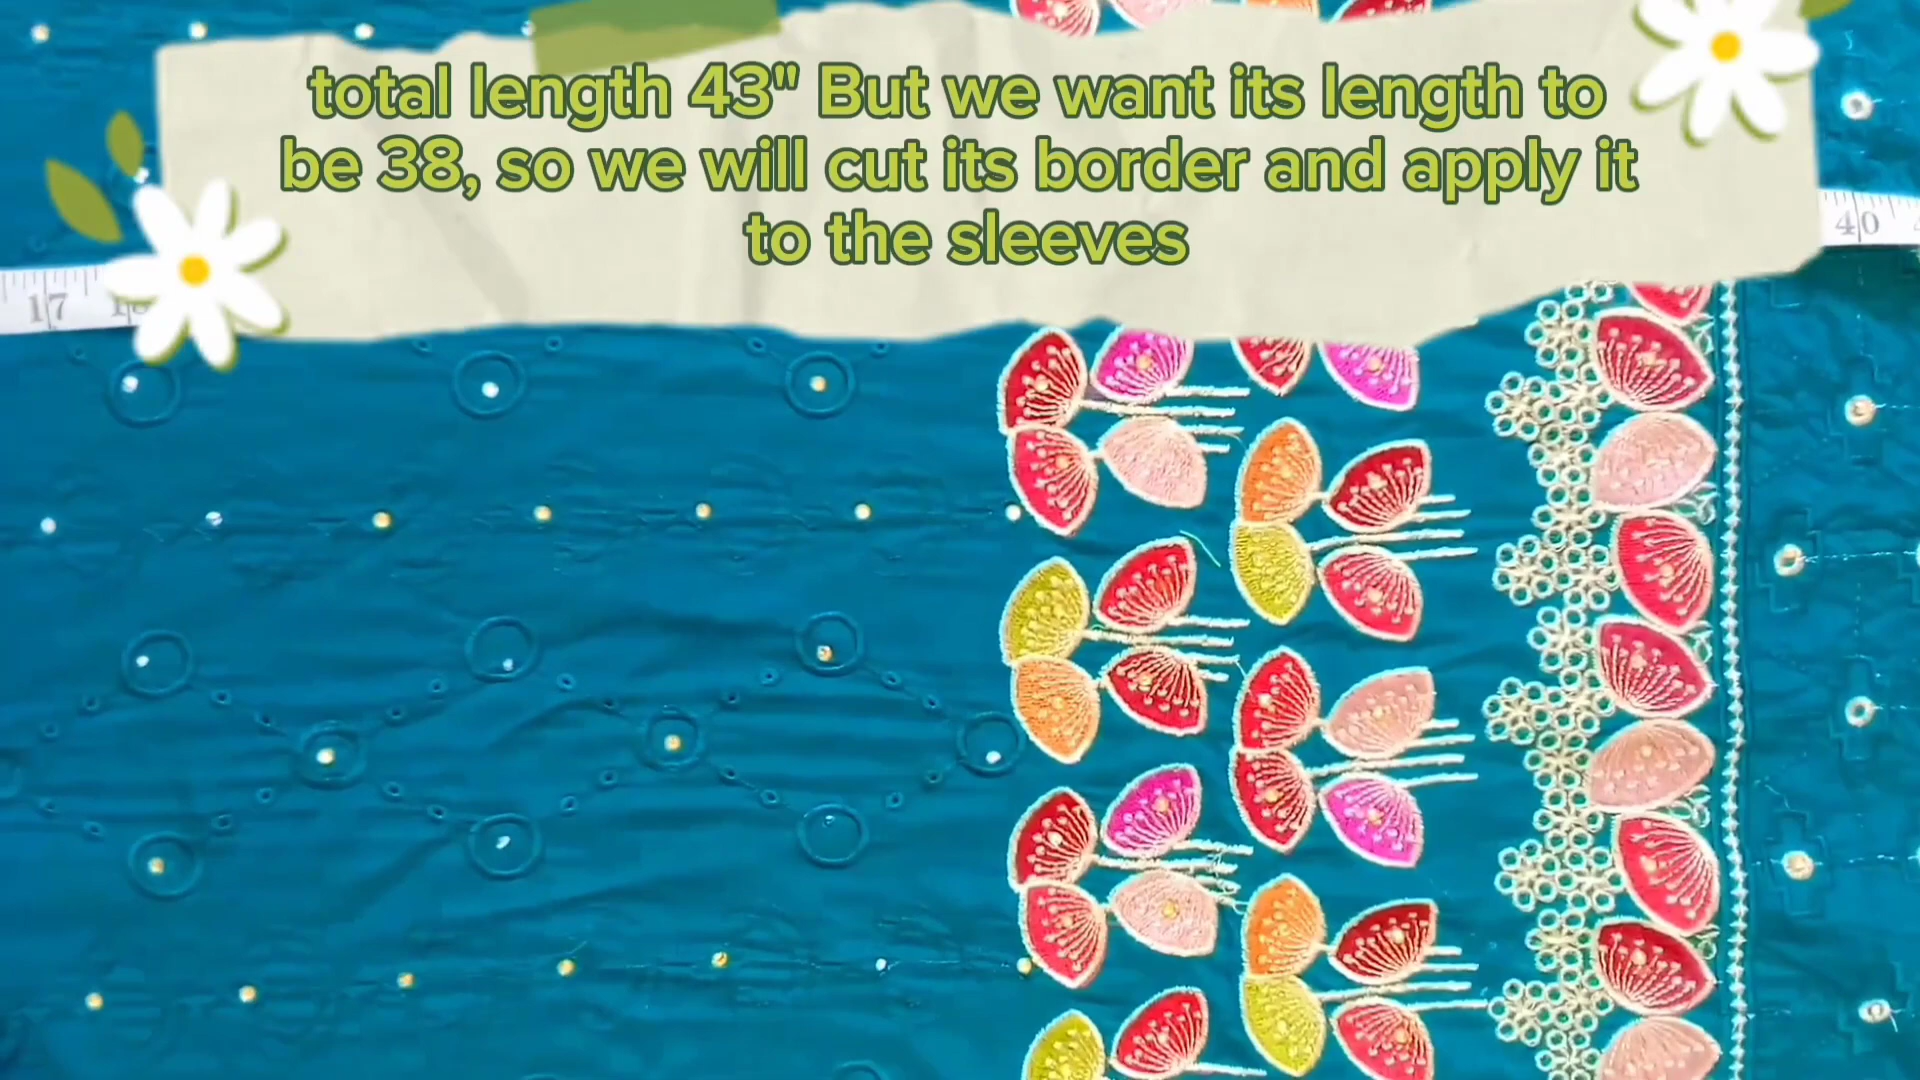 total length 43" But we want its length to
be 38, so we will cut its border and apply it
to the sleeves
17
40